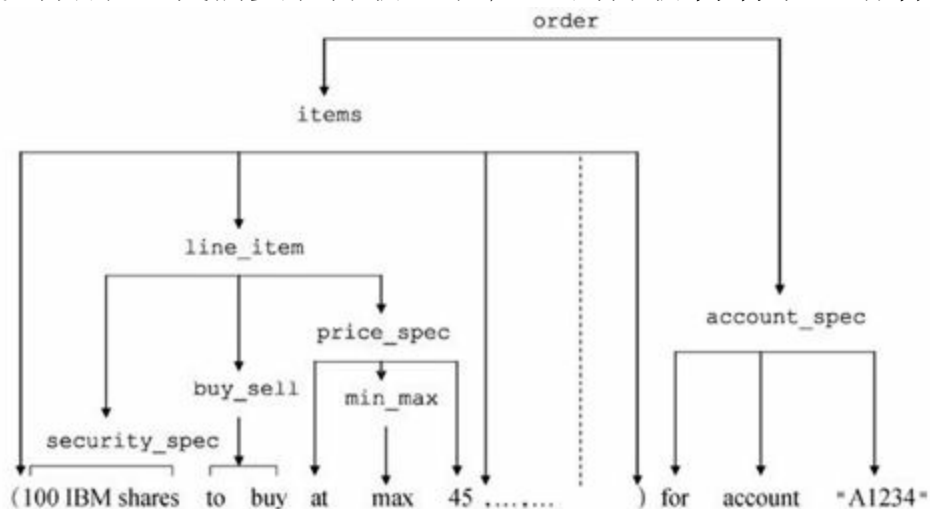 order
items
line_item
price_spec
account_spec
buy_sell
min_max
security_spec
(100 IBM shares to buy at max 45 ........ ) for account "A1234"